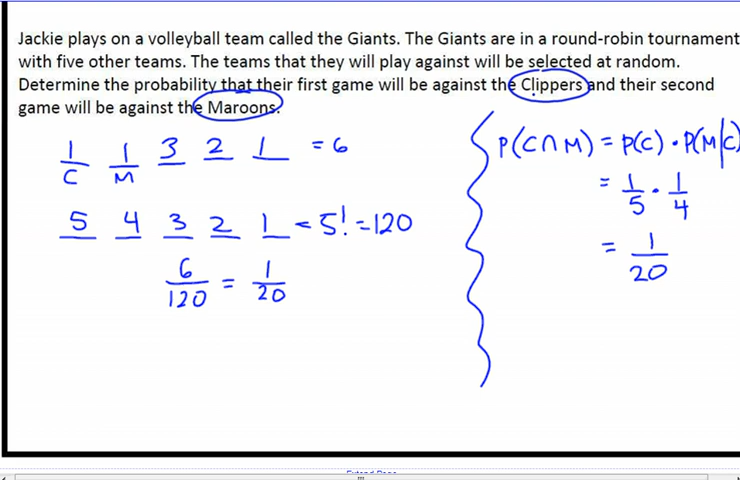 Jackie plays on a volleyball team called the Giants. The Giants are in a round-robin tournament
with five other teams. The teams that they will play against will be selected at random.
Determine the probability that their first game will be against the Clippers and their second
game will be against the Maroons.
1 1 3 2 1 = 6
C M
5 4 3 2 1 = 5! = 120
6/120 = 1/20
P(C∩M) = P(C) · P(M|C)
= 1/5 · 1/4
= 1/20